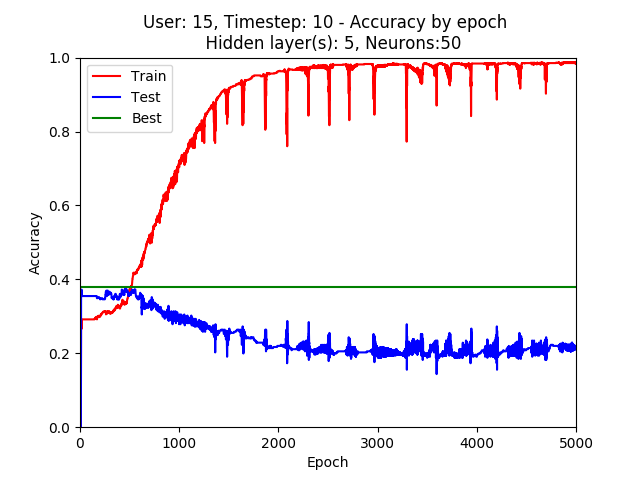 User: 15, Timestep: 10 - Accuracy by epoch
Hidden layer(s): 5, Neurons:50
Train
Test
Best
1.0
0.8
0.6
0.4
0.2
0.0
Accuracy
0
1000
2000
3000
4000
5000
Epoch